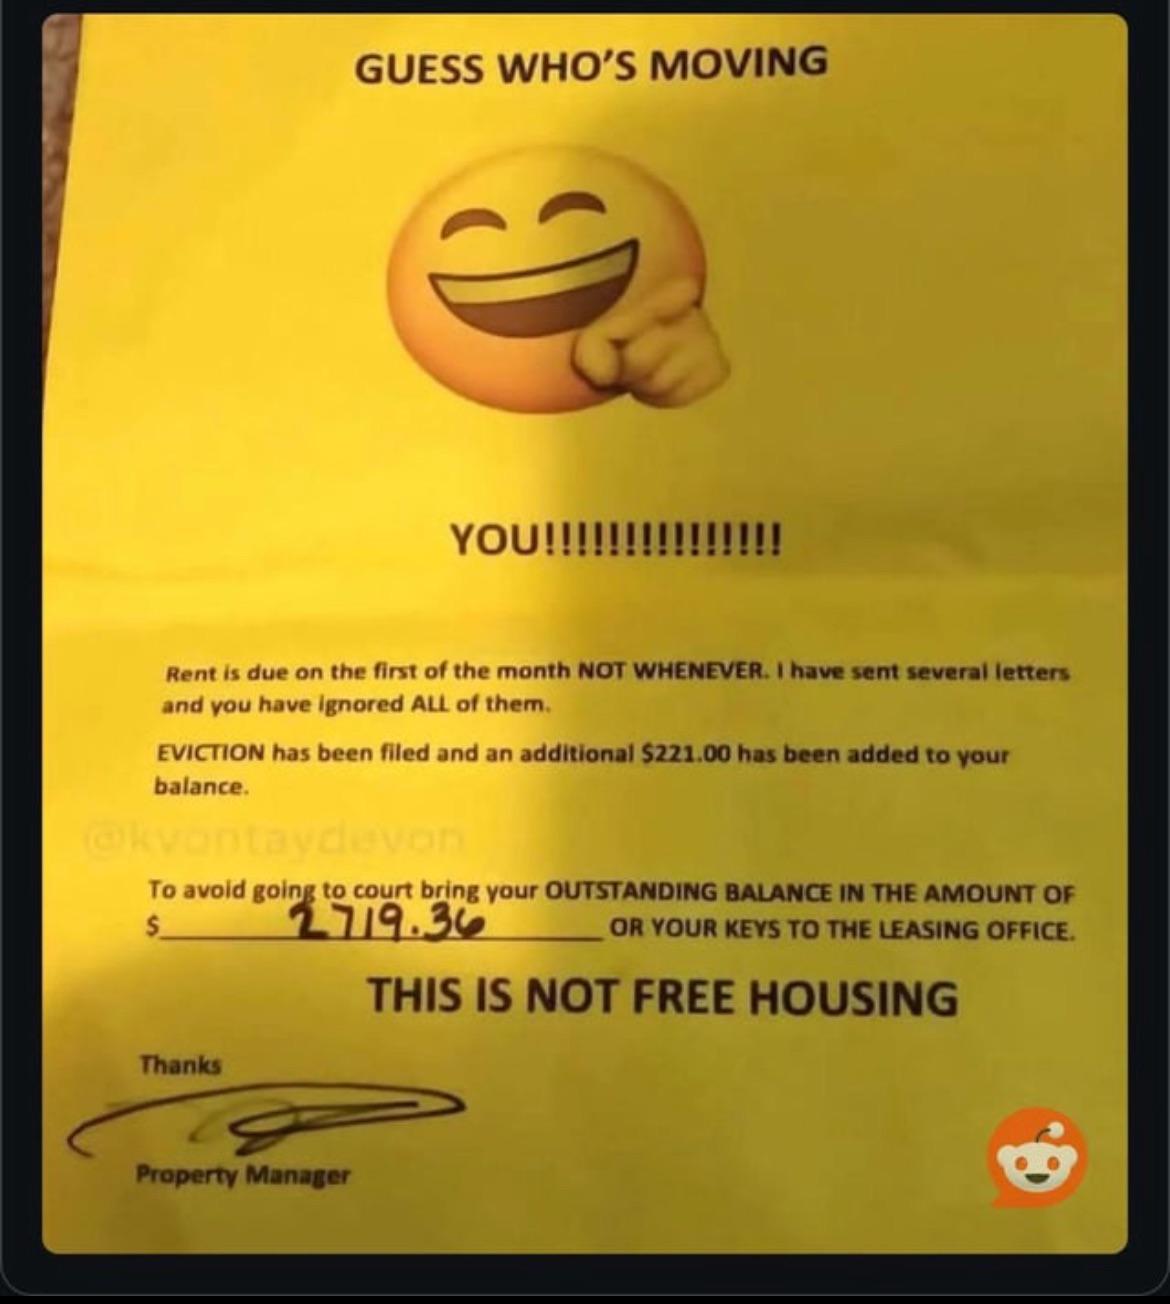 GUESS WHO'S MOVING
YOU!!!!!!!!!!!!!!!
Rent is due on the first of the month NOT WHENEVER. I have sent several letters
and you have ignored ALL of them.
EVICTION has been filed and an additional $221.00 has been added to your
balance.
@kvontaydevon
To avoid going to court bring your OUTSTANDING BALANCE IN THE AMOUNT OF
$ 2719.36 OR YOUR KEYS TO THE LEASING OFFICE.
THIS IS NOT FREE HOUSING
Thanks
Property Manager